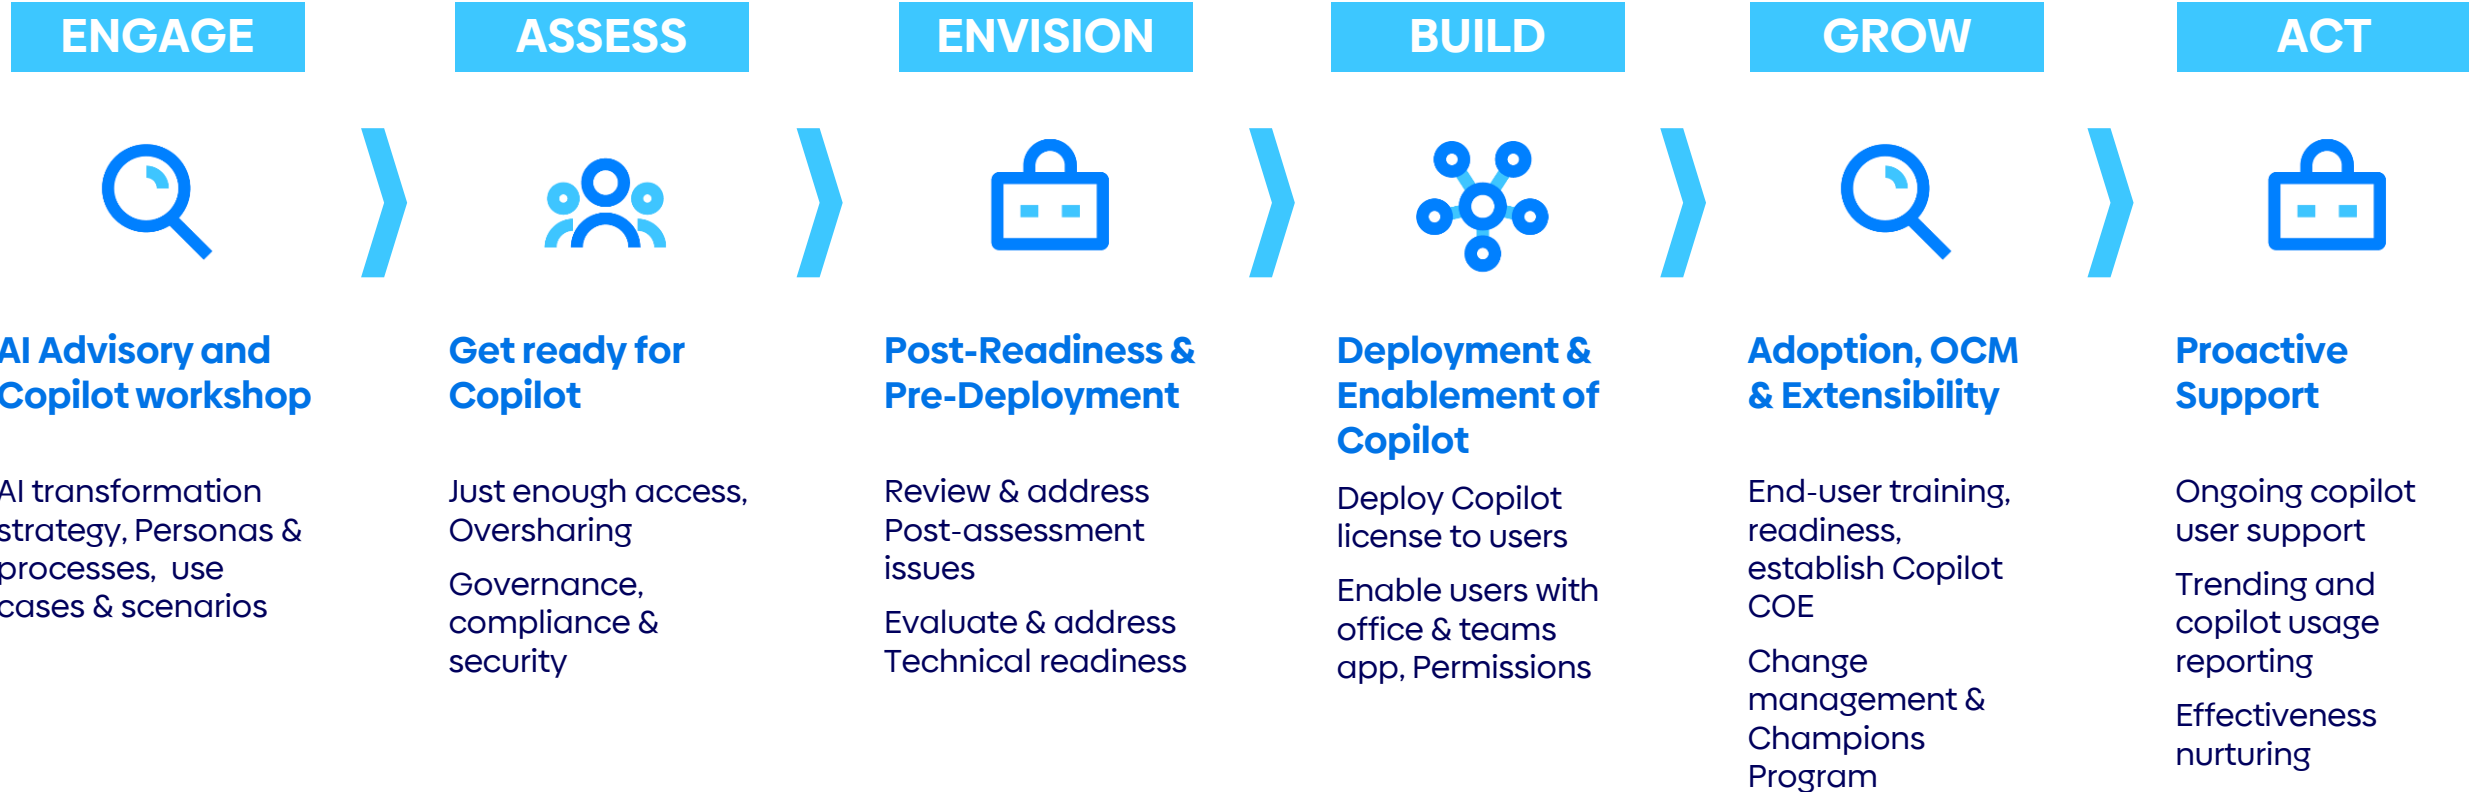 ENGAGE
ASSESS
ENVISION
BUILD
GROW
ACT
AI Advisory and
Copilot workshop
AI transformation
strategy, Personas &
processes,  use
cases & scenarios
Get ready for
Copilot
Just enough access,
Oversharing
Governance,
compliance &
security
Post-Readiness &
Pre-Deployment
Review & address
Post-assessment
issues
Evaluate & address
Technical readiness
Deployment &
Enablement of
Copilot
Deploy Copilot
license to users
Enable users with
office & teams
app, Permissions
Adoption, OCM
& Extensibility
End-user training,
readiness,
establish Copilot
COE
Change
management &
Champions
Program
Proactive
Support
Ongoing copilot
user support
Trending and
copilot usage
reporting
Effectiveness
nurturing